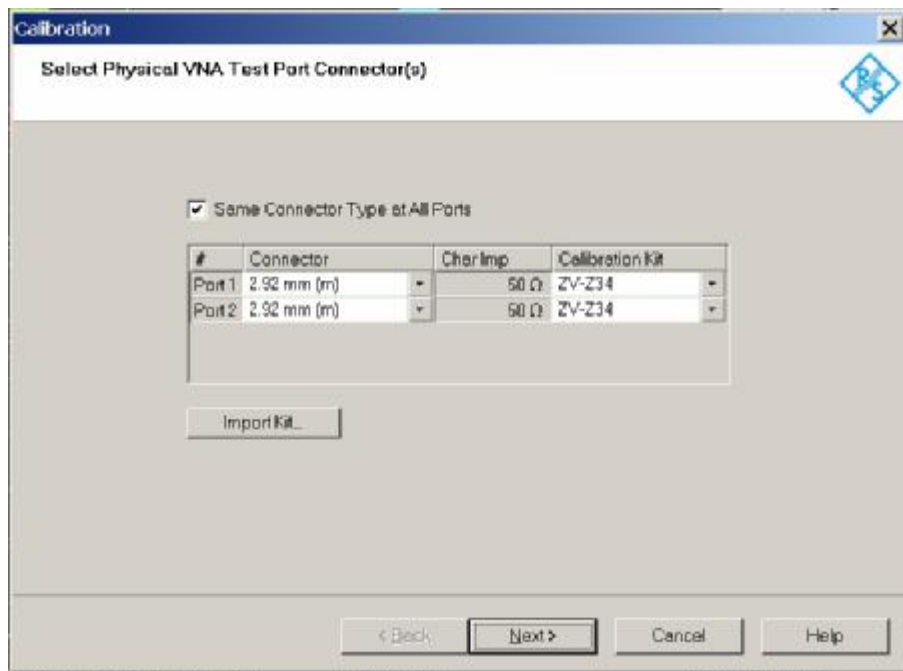 Calibration
Select Physical VNA Test Port Connector(s)
R S
Same Connector Type at All Ports
# Connector Char Imp Calibration Kit
Port 1 2.92 mm (m) 50 Ω ZV-Z34
Port 2 2.92 mm (m) 50 Ω ZV-Z34
Import Kit...
< Back Next > Cancel Help